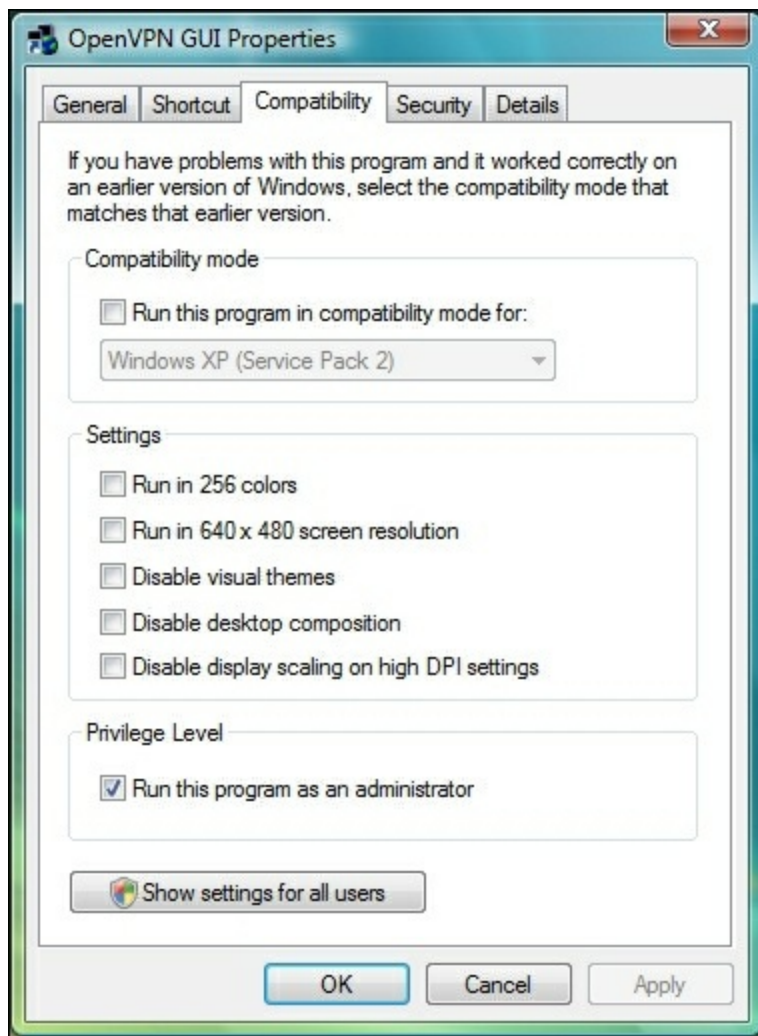 OpenVPN GUI Properties
General Shortcut Compatibility Security Details
If you have problems with this program and it worked correctly on
an earlier version of Windows, select the compatibility mode that
matches that earlier version.
Compatibility mode
Run this program in compatibility mode for:
Windows XP (Service Pack 2)
Settings
Run in 256 colors
Run in 640 x 480 screen resolution
Disable visual themes
Disable desktop composition
Disable display scaling on high DPI settings
Privilege Level
Run this program as an administrator
Show settings for all users
OK Cancel Apply